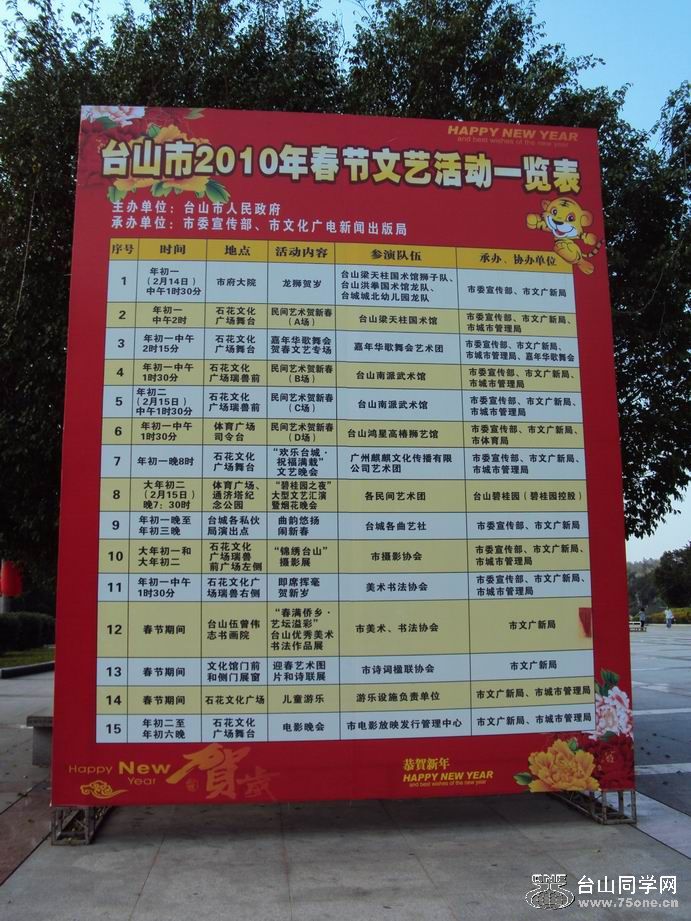 HAPPY NEW YEAR
and best wishes of the new year
台山市2010年春节文艺活动一览表
主办单位：台山市人民政府
承办单位：市委宣传部、市文化广电新闻出版局
序号 时间 地点 活动内容 参演队伍 承办、协办单位
1 年初一（2月14日）中午1时30分 市府大院 龙狮贺岁 台山梁天柱国术馆狮子队、台山洪拳国术馆龙队、台城城北幼儿园龙队 市委宣传部、市文广新局
2 年初一中午2时 石花文化广场舞台 民间艺术贺新春（A场） 台山梁天柱国术馆 市委宣传部、市文广新局、市城市管理局
3 年初一中午2时15分 石花文化广场舞台 嘉年华歌舞会贺春文艺专场 嘉年华歌舞会艺术团 市委宣传部、市文广新局、市城市管理局、嘉年华歌舞会
4 年初一中午1时30分 石花文化广场瑞兽前 民间艺术贺新春（B场） 台山南派武术馆 市委宣传部、市文广新局、市城市管理局
5 年初二（2月15日）中午1时30分 石花文化广场瑞兽前 民间艺术贺新春（C场） 台山南派武术馆 市委宣传部、市文广新局、市城市管理局
6 年初一中午1时30分 体育广场司令台 民间艺术贺新春（D场） 台山鸿星高椿狮艺馆 市委宣传部、市文广新局、市体育局
7 年初一晚8时 石花文化广场舞台 “欢乐台城·祝福满载”文艺晚会 广州麒麒文化传播有限公司艺术团 市委宣传部、市文广新局、市城市管理局
8 大年初二（2月15日）晚7：30时 体育广场、通济塔纪念公园 “碧桂园之夜”大型文艺汇演暨烟花晚会 各民间艺术团 台山碧桂园（碧桂园控股）
9 年初一晚至年初三晚 台城各私伙局演出点 曲韵悠扬闹新春 台城各曲艺社 市委宣传部、市文广新局
10 大年初一和大年初二 石花文化广场瑞兽前广场左侧 “锦绣台山”摄影展 市摄影协会 市委宣传部、市文广新局、市城市管理局
11 年初一中午1时30分 石花文化广场瑞兽右侧 即席挥毫贺新岁 美术书法协会 市委宣传部、市文广新局、市城市管理局
12 春节期间 台山伍曾伟志书画院 “春满侨乡·艺坛溢彩”台山优秀美术书法作品展 市美术、书法协会 市文广新局
13 春节期间 文化馆门前和侧门展窗 迎春艺术图片和诗联展 市诗词楹联协会 市文广新局
14 春节期间 石花文化广场 儿童游乐 游乐设施负责单位 市文广新局、市城市管理局
15 年初二至年初六晚 石花文化广场舞台 电影晚会 市电影放映发行管理中心 市文广新局、市城市管理局
Happy New Year
贺岁
恭贺新年
HAPPY NEW YEAR
and best wishes of the new year
台山同学网
www.75one.cn